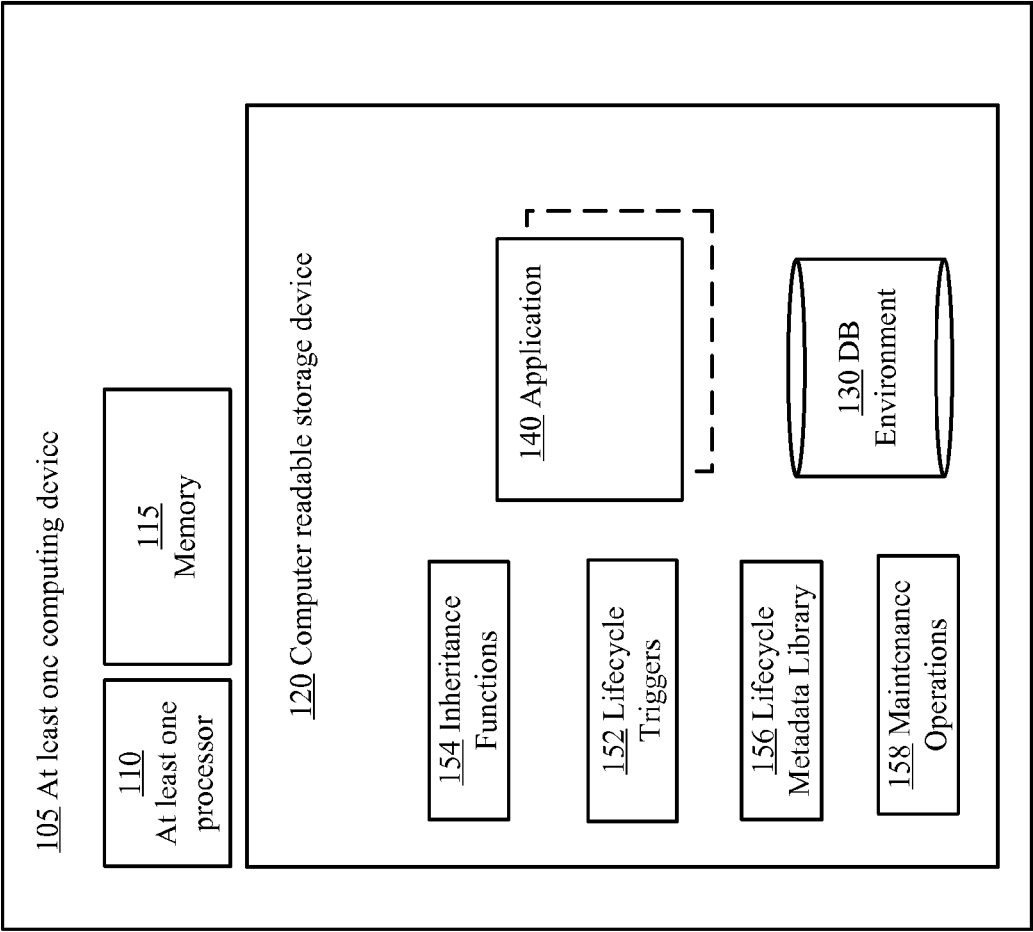 105 At least one computing device
110
At least one
processor
115
Memory
120 Computer readable storage device
154 Inheritance
Functions
152 Lifecycle
Triggers
156 Lifecycle
Metadata Library
158 Maintenance
Operations
140 Application
130 DB
Environment